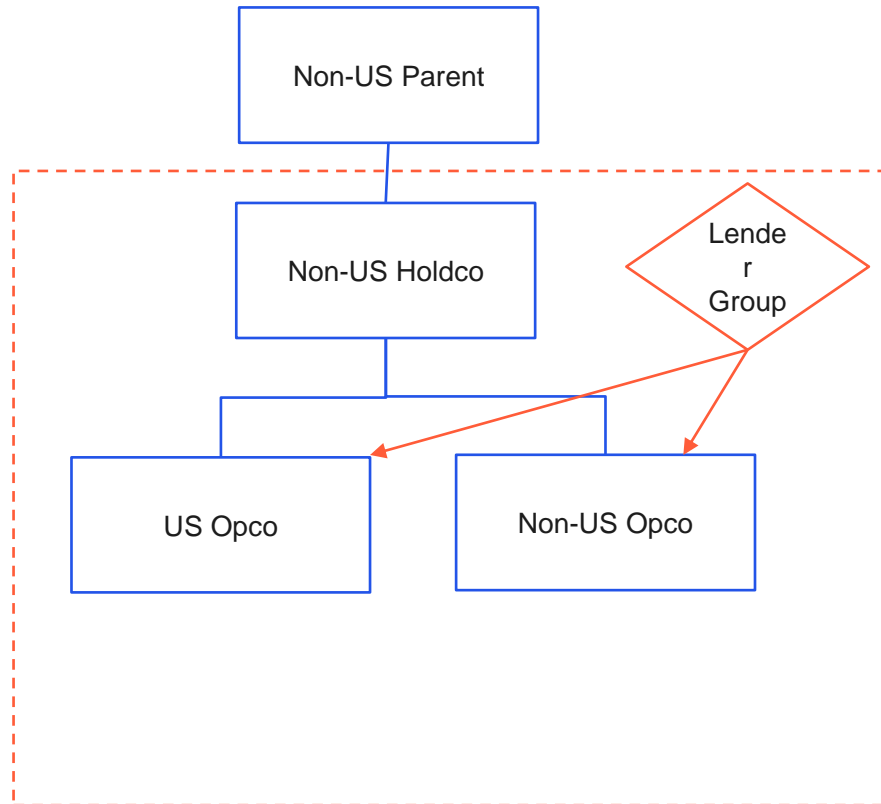 Non-US Parent
Non-US Holdco
Lende
r
Group
US Opco
Non-US Opco